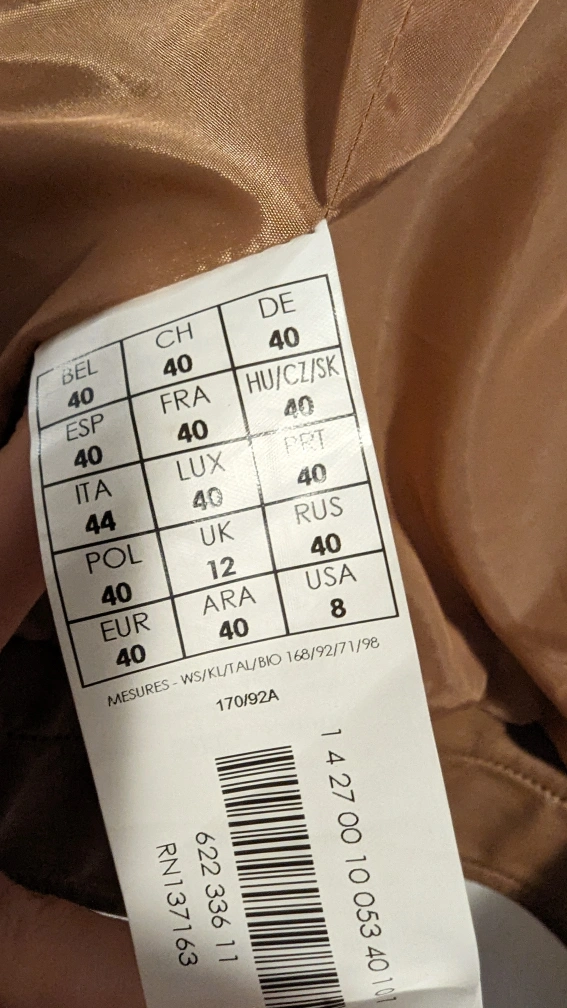 BEL CH DE
40 40 40
ESP FRA HU/CZ/SK
40 40 40
ITA LUX PRT
44 40 40
POL UK RUS
40 12 40
EUR ARA USA
40 40 8
MESURES - WS/KL/TAL/BIO 168/92/71/98
170/92A
1 4 27 00 10 053 40 101
622 336 11
RN137163